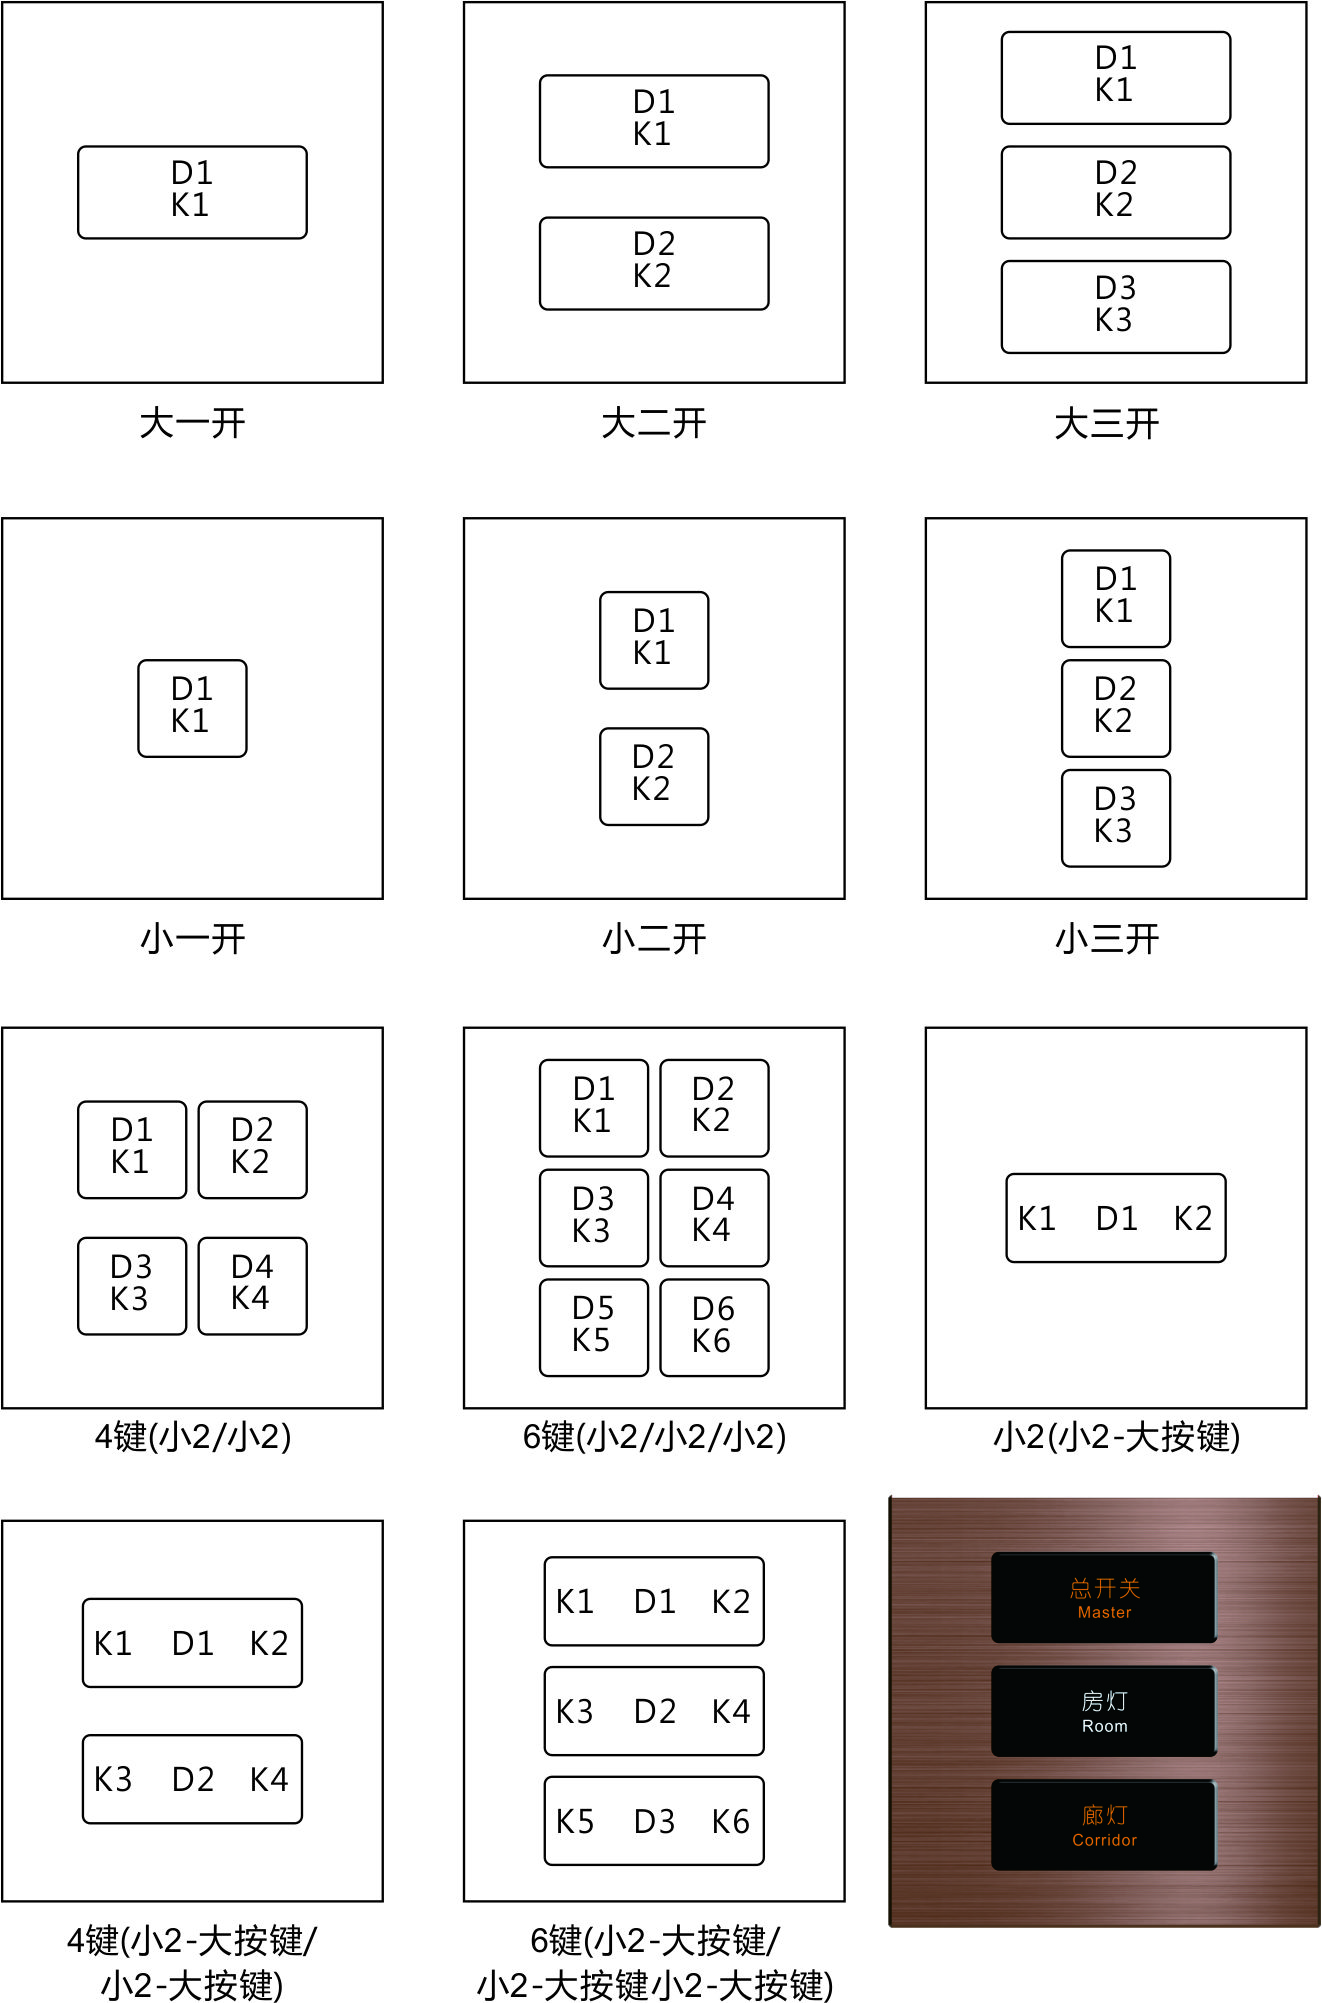 D1
K1
大一开
D1
K1
D2
K2
大二开
D1
K1
D2
K2
D3
K3
大三开
D1
K1
小一开
D1
K1
D2
K2
小二开
D1
K1
D2
K2
D3
K3
小三开
D1
K1
D2
K2
D3
K3
D4
K4
4键(小2/小2)
D1
K1
D2
K2
D3
K3
D4
K4
D5
K5
D6
K6
6键(小2/小2/小2)
K1 D1 K2
小2(小2-大按键)
K1 D1 K2
K3 D2 K4
4键(小2-大按键/
小2-大按键)
K1 D1 K2
K3 D2 K4
K5 D3 K6
6键(小2-大按键/
小2-大按键小2-大按键)
总开关
Master
房灯
Room
廊灯
Corridor